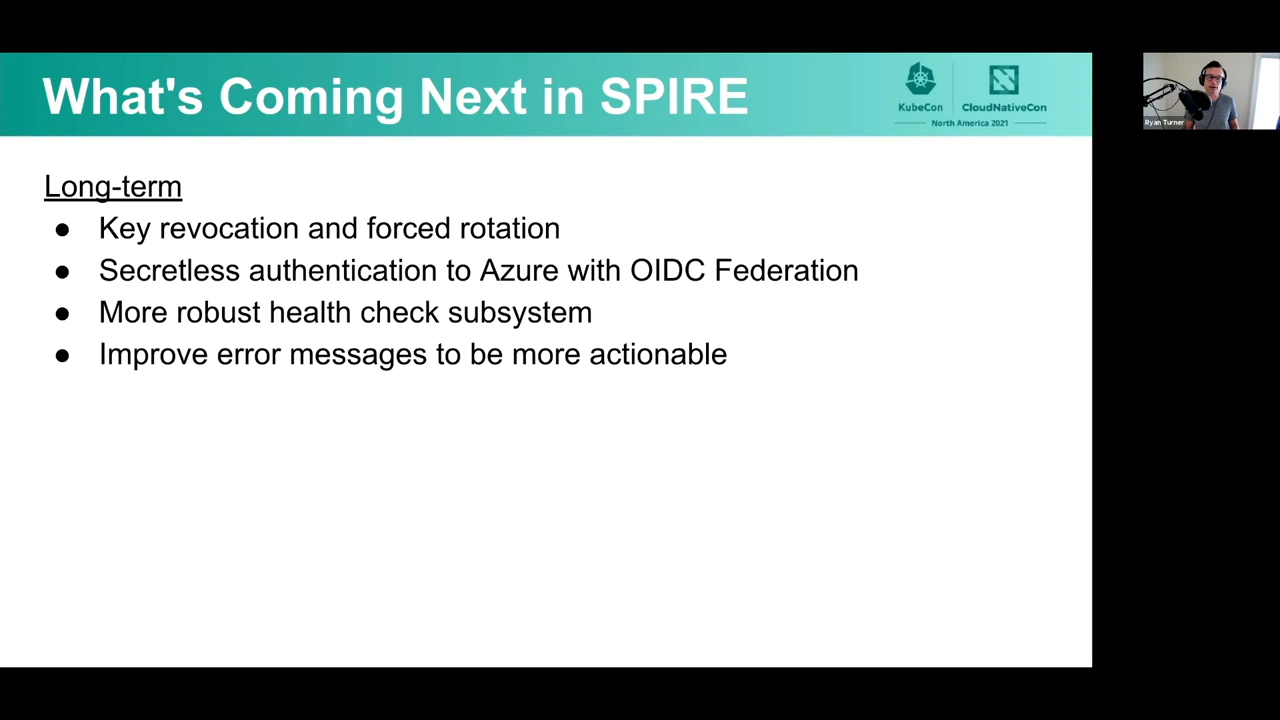 What's Coming Next in SPIRE
KubeCon
CloudNativeCon
North America 2021
Ryan Turner
Long-term
● Key revocation and forced rotation
● Secretless authentication to Azure with OIDC Federation
● More robust health check subsystem
● Improve error messages to be more actionable